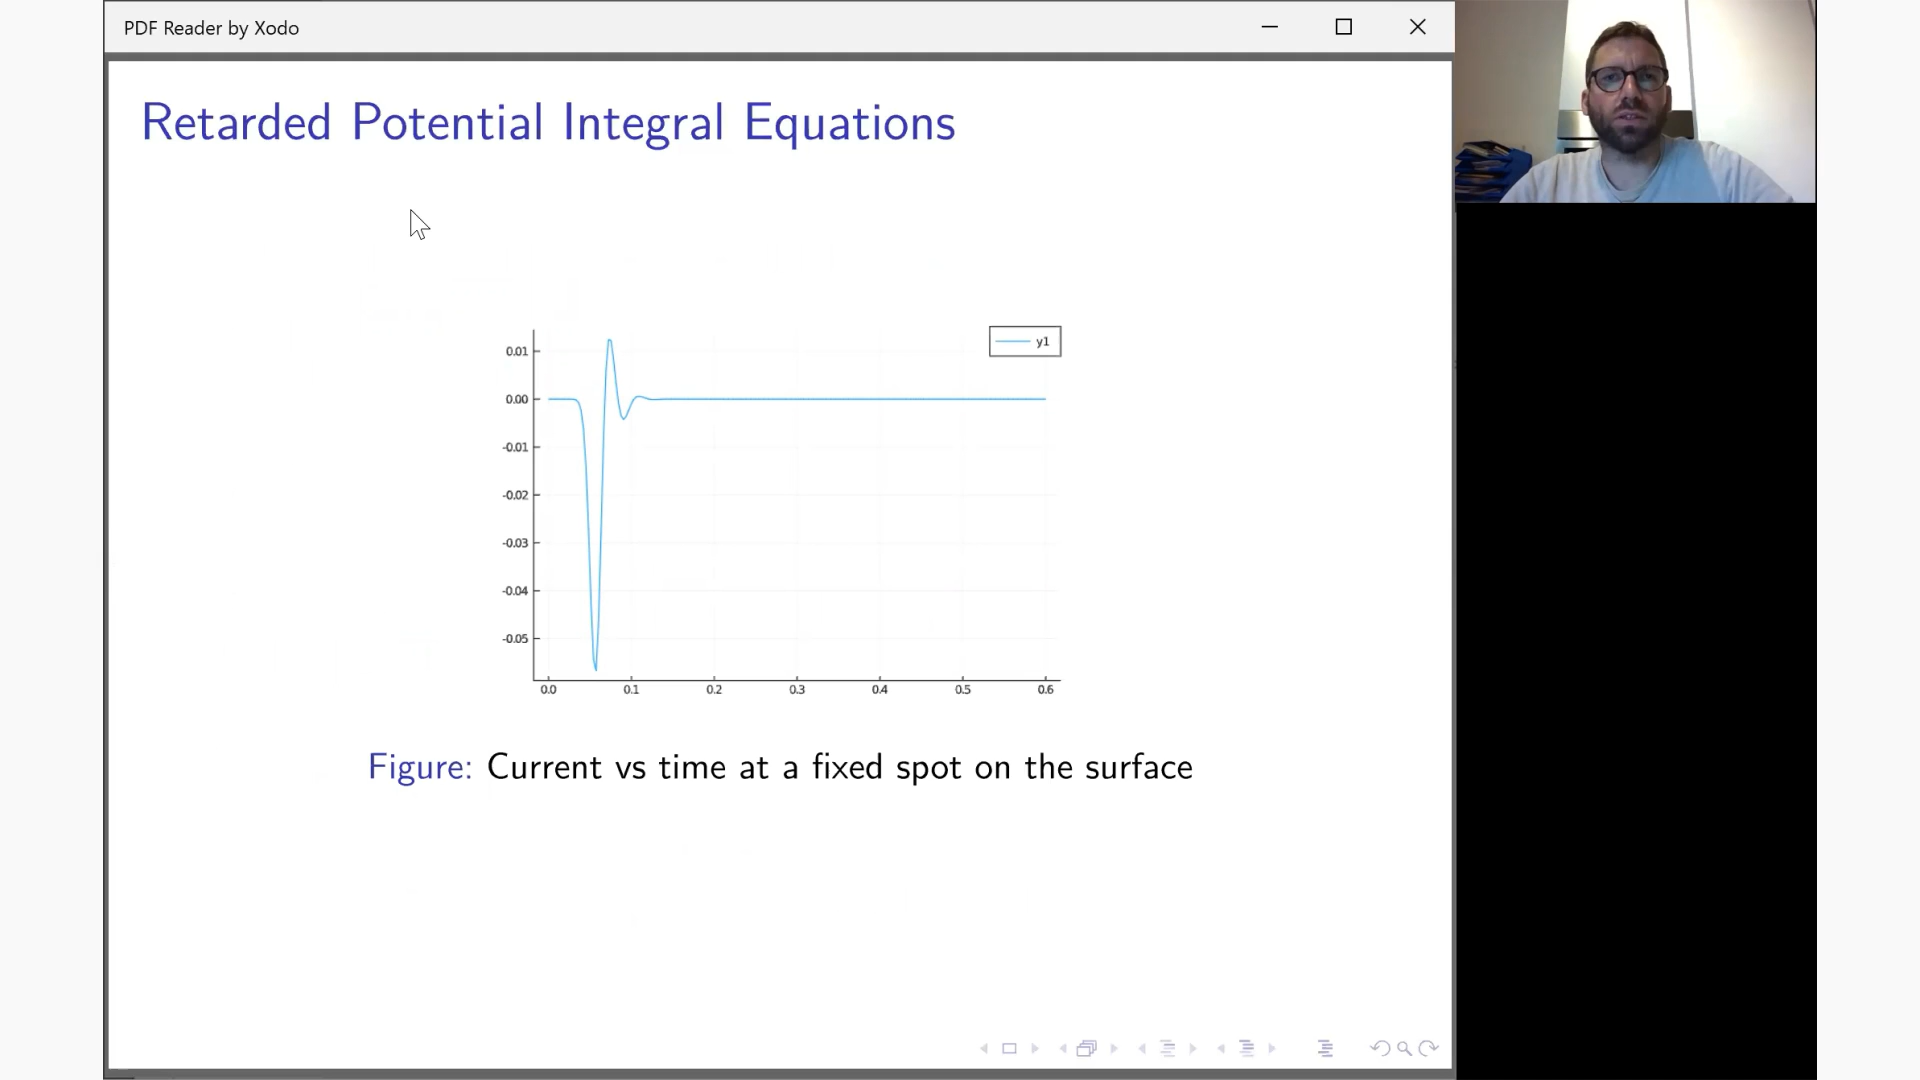 PDF Reader by Xodo
Retarded Potential Integral Equations
y1
0.01
0.00
-0.01
-0.02
-0.03
-0.04
-0.05
0.0 0.1 0.2 0.3 0.4 0.5 0.6
Figure: Current vs time at a fixed spot on the surface